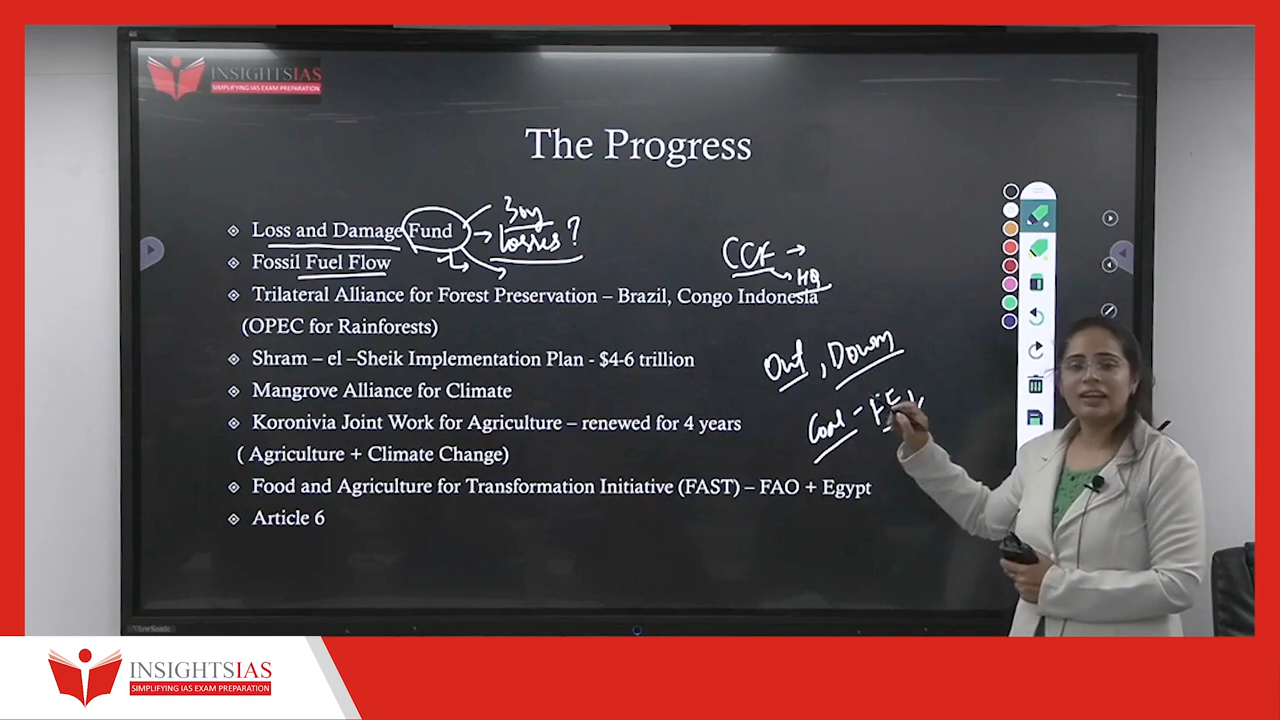 INSIGHTSIAS
SIMPLIFYING IAS EXAM PREPARATION
The Progress
Loss and Damage Fund
losses?
Fossil Fuel Flow
HQ
Trilateral Alliance for Forest Preservation – Brazil, Congo Indonesia
(OPEC for Rainforests)
Shram – el –Sheik Implementation Plan - $4-6 trillion
Out, Down
Mangrove Alliance for Climate
Koronivia Joint Work for Agriculture – renewed for 4 years
Coal - FF
( Agriculture + Climate Change)
Food and Agriculture for Transformation Initiative (FAST) – FAO + Egypt
Article 6
ViewSonic
INSIGHTSIAS
SIMPLIFYING IAS EXAM PREPARATION